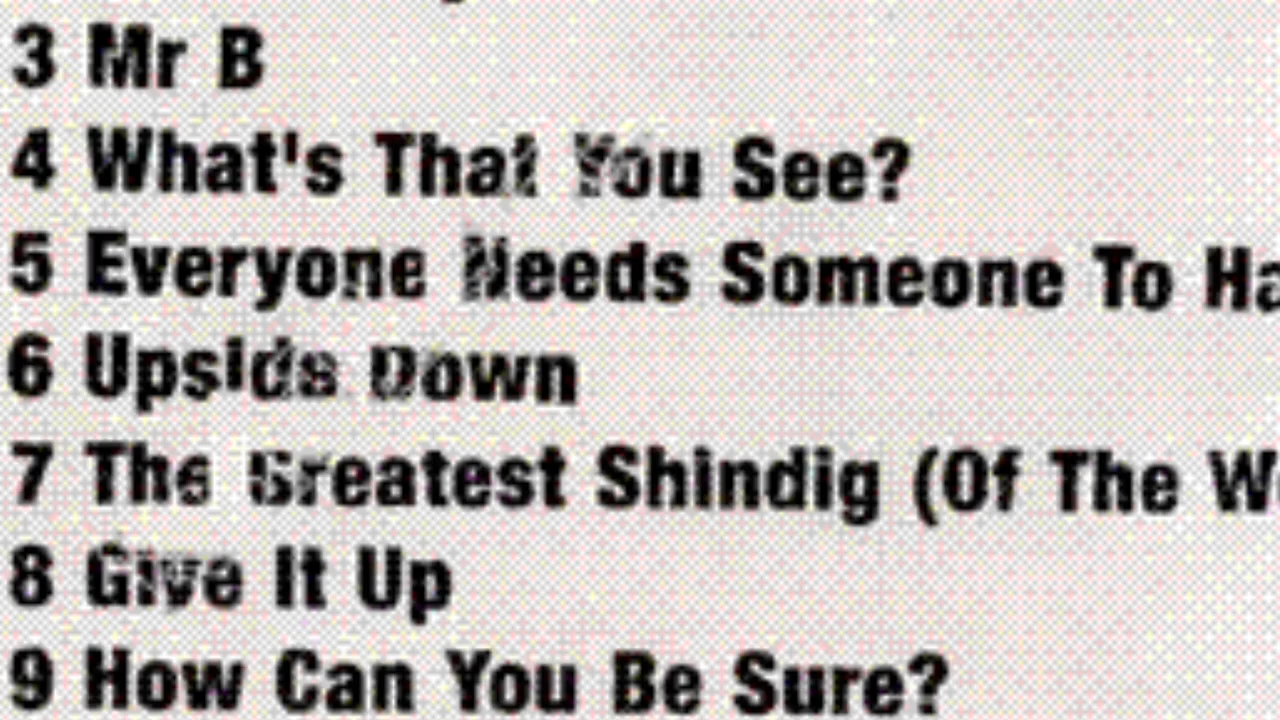 3 Mr B
4 What's That You See?
5 Everyone Needs Someone To
6 Upside Down
7 The Greatest Shindig (Of The
8 Give It Up
9 How Can You Be Sure?